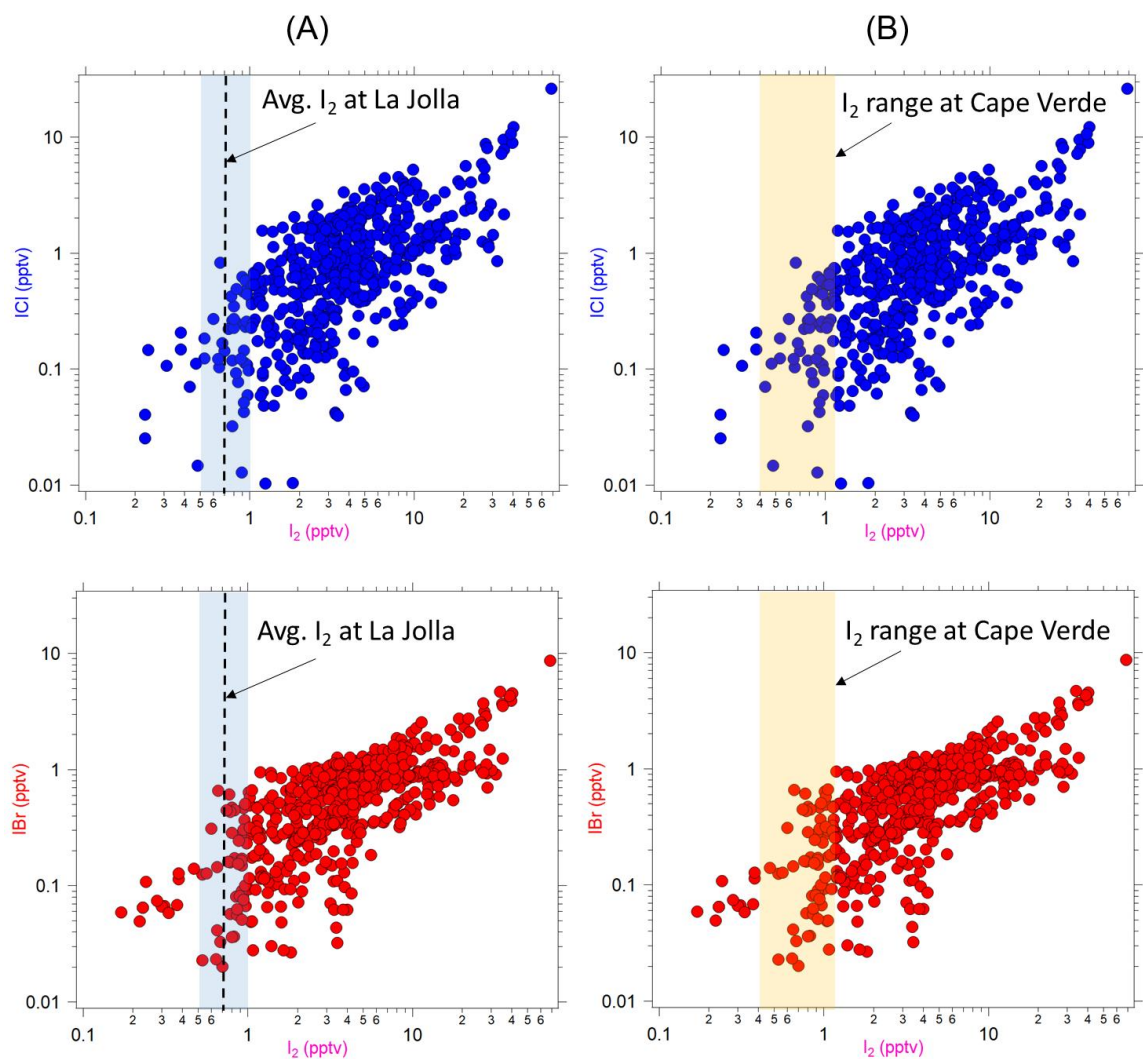 (A)
(B)
Avg. I₂ at La Jolla
10
1
0.1
0.01
ICl (pptv)
0.1
2 3 4 5 6 1 2 3 4 5 6 10 2 3 4 5 6
I₂ (pptv)
I₂ range at Cape Verde
10
1
0.1
0.01
ICl (pptv)
0.1
2 3 4 5 6 1 2 3 4 5 6 10 2 3 4 5 6
I₂ (pptv)
Avg. I₂ at La Jolla
10
1
0.1
0.01
IBr (pptv)
0.1
2 3 4 5 6 1 2 3 4 5 6 10 2 3 4 5 6
I₂ (pptv)
I₂ range at Cape Verde
10
1
0.1
0.01
IBr (pptv)
0.1
2 3 4 5 6 1 2 3 4 5 6 10 2 3 4 5 6
I₂ (pptv)